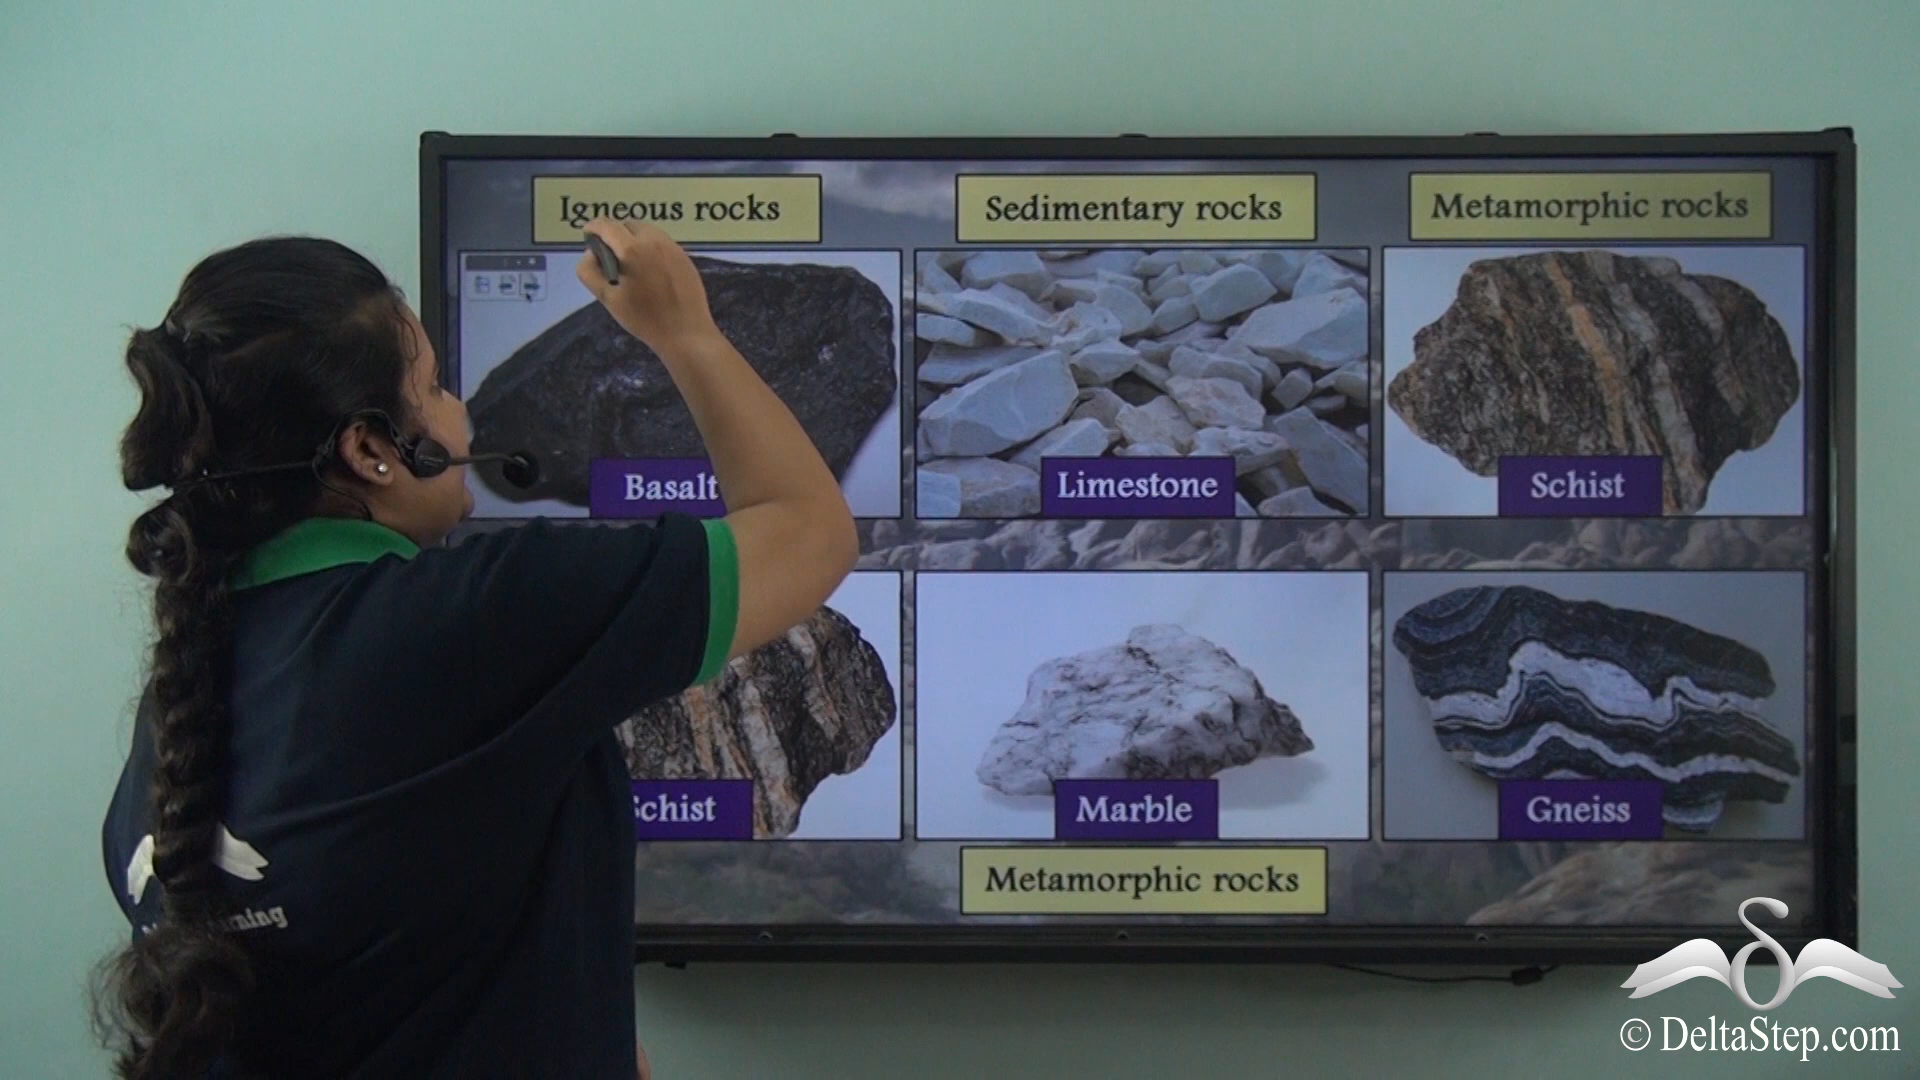 Igneous rocks
Sedimentary rocks
Metamorphic rocks
Basalt
Limestone
Schist
Schist
Marble
Gneiss
Metamorphic rocks
© DeltaStep.com